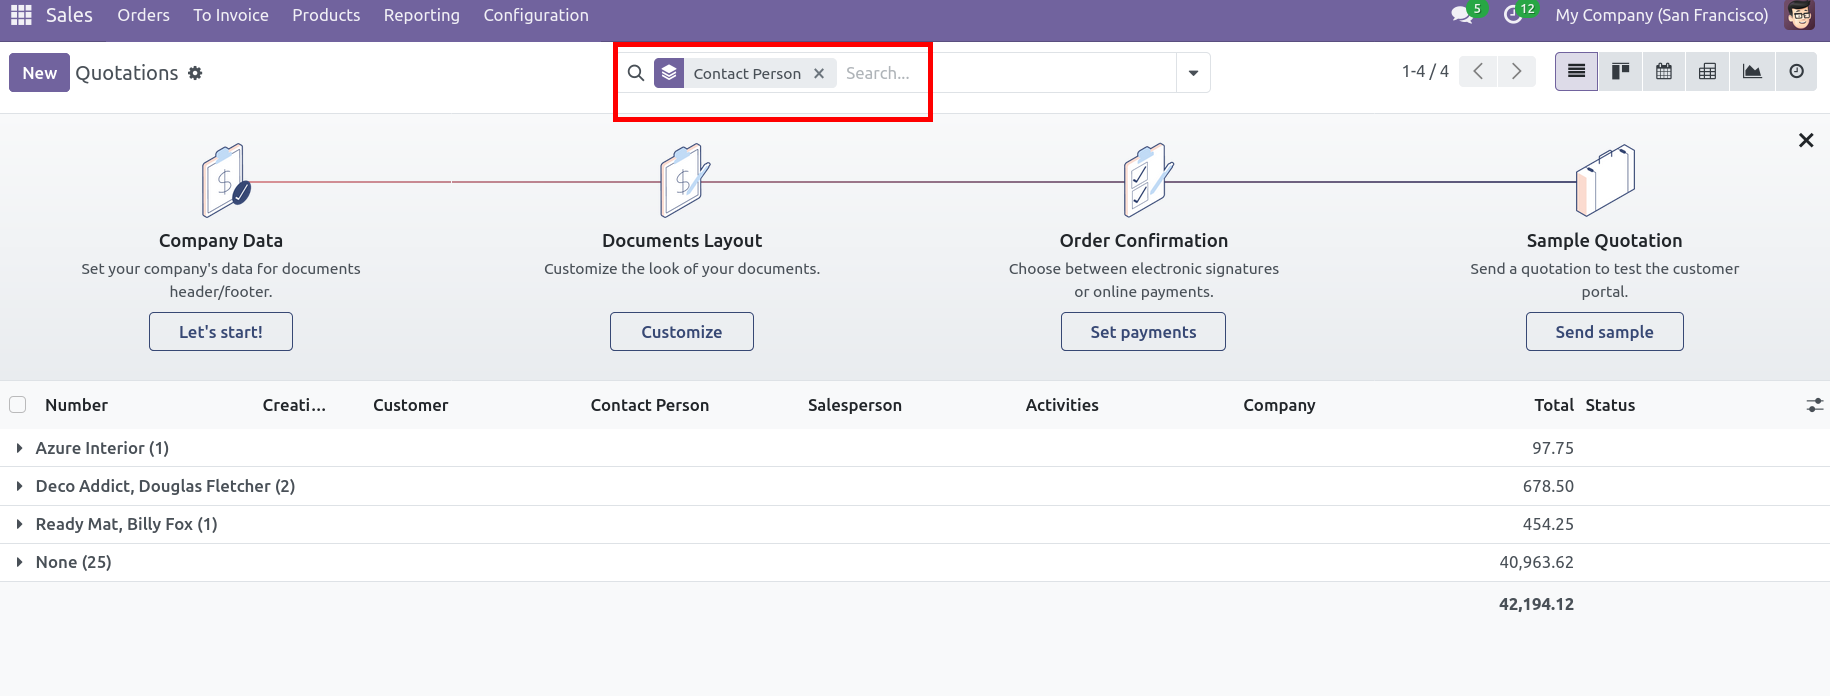 Sales Orders To Invoice Products Reporting Configuration 5 12 My Company (San Francisco)
New Quotations Contact Person Search... 1-4 / 4
Company Data Documents Layout Order Confirmation Sample Quotation
Set your company's data for documents Customize the look of your documents. Choose between electronic signatures Send a quotation to test the customer
header/footer. or online payments. portal.
Let's start! Customize Set payments Send sample
Number Creati... Customer Contact Person Salesperson Activities Company Total Status
Azure Interior (1) 97.75
Deco Addict, Douglas Fletcher (2) 678.50
Ready Mat, Billy Fox (1) 454.25
None (25) 40,963.62
42,194.12